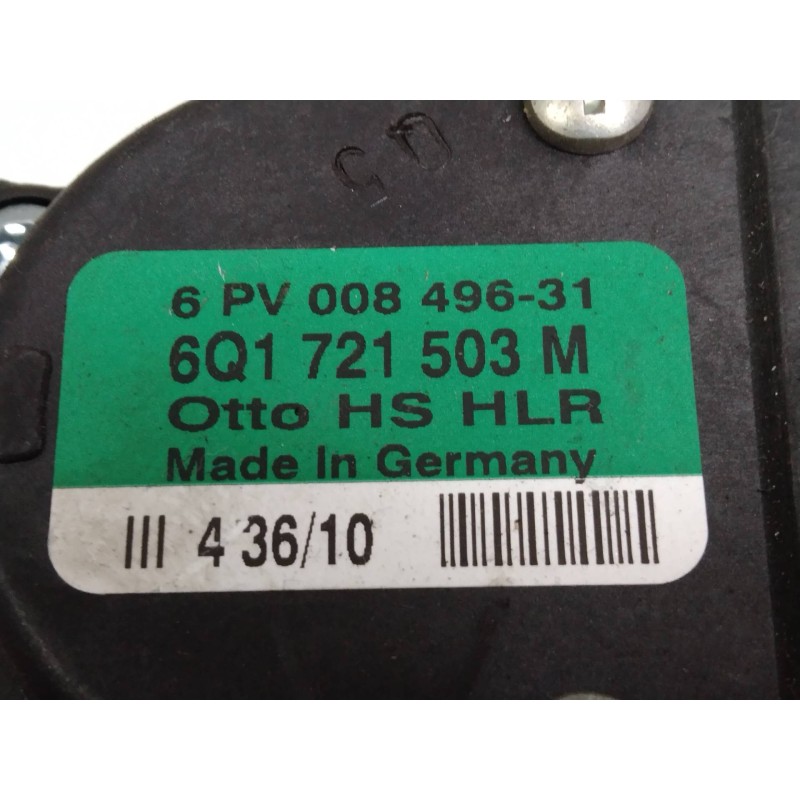 6 PV 008 496-31
6Q1 721 503 M
Otto HS HLR
Made In Germany
III 4 36/10